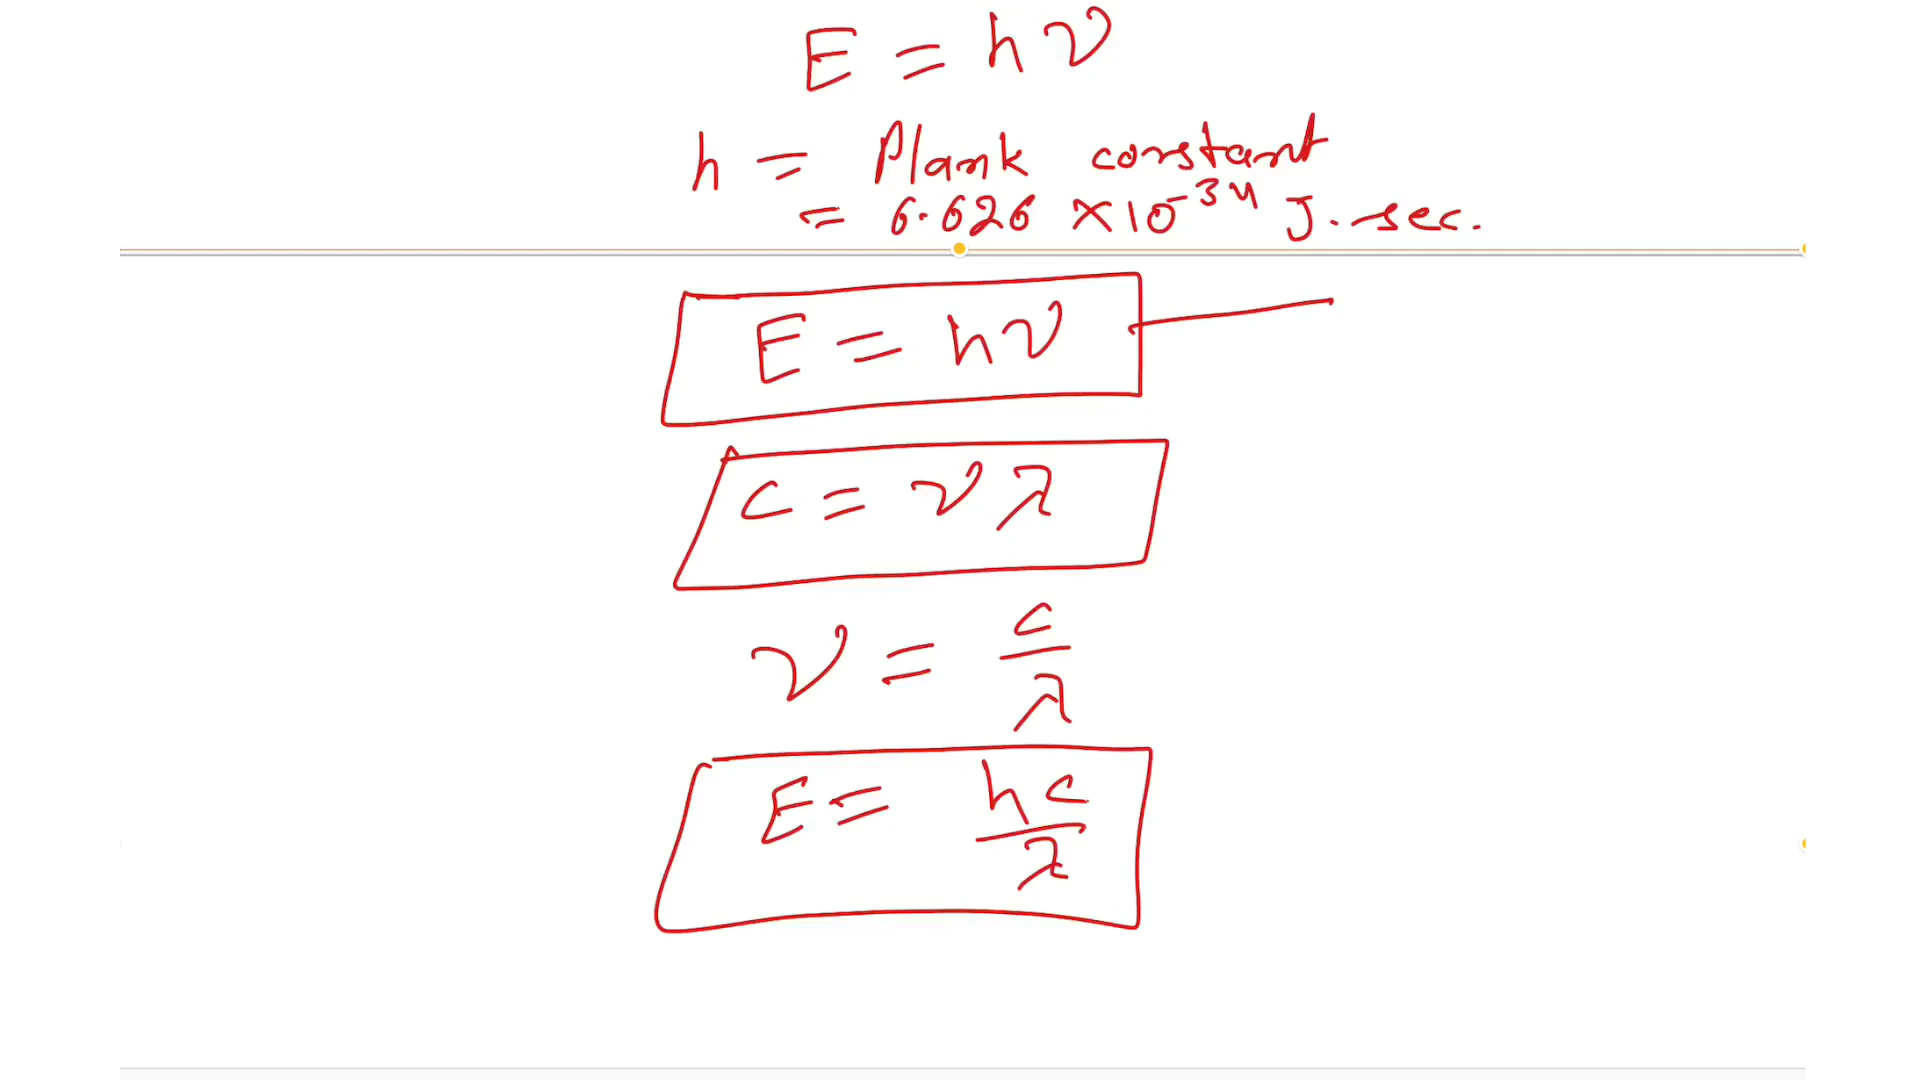 E = hν
h = Plank constant
= 6.626 × 10⁻³⁴ J.-sec.
E = hν
c = νλ
ν = c/λ
E = hc/λ